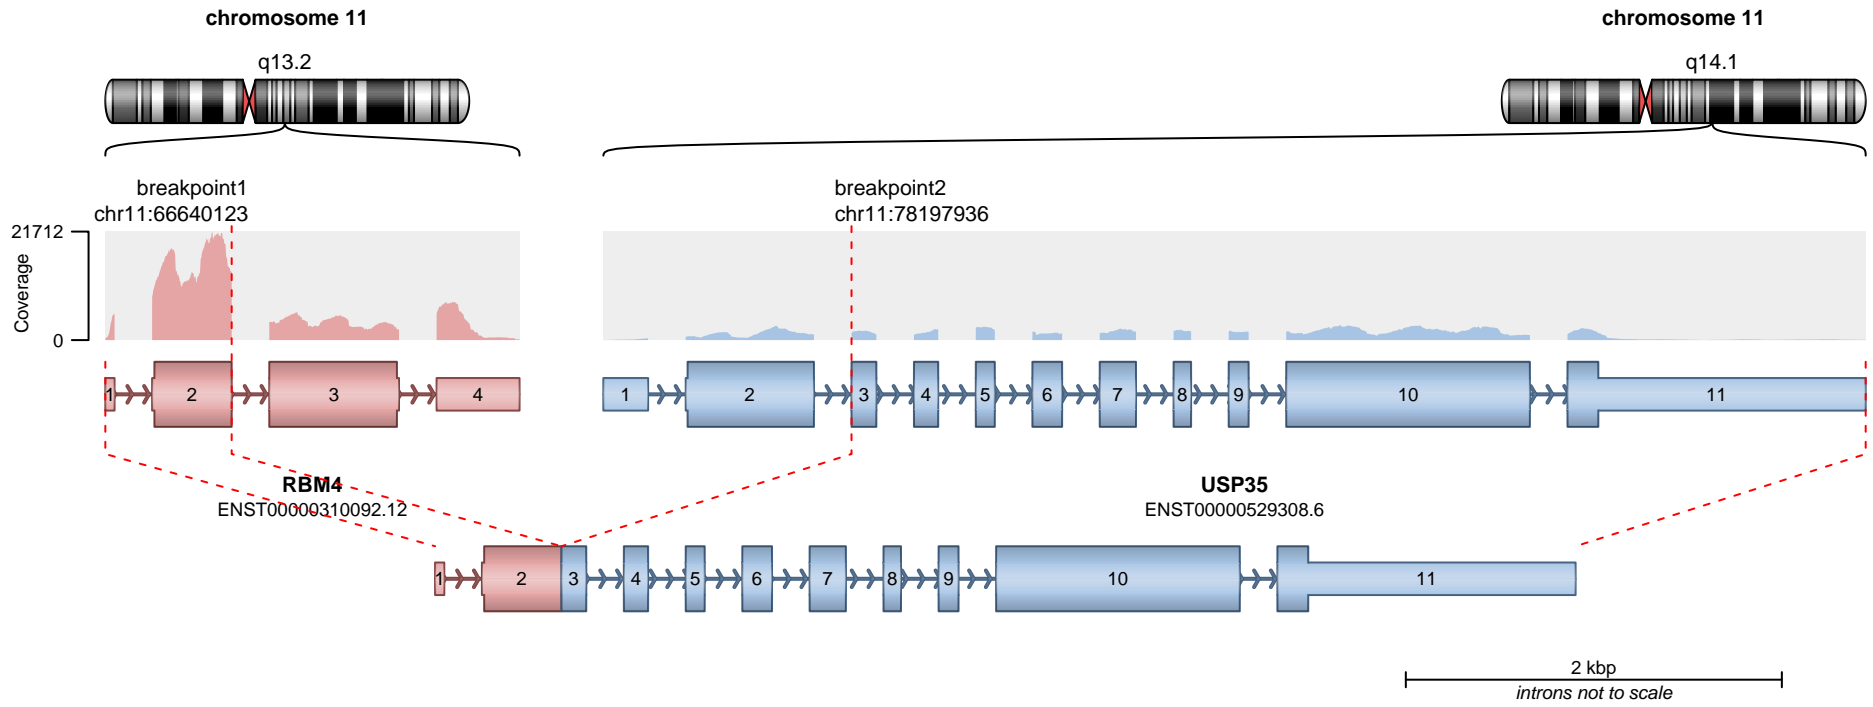 chromosome 11
chromosome 11
q13.2
q14.1
breakpoint1
chr11:66640123
breakpoint2
chr11:78197936
21712
Coverage
0
1 2 3 4
1 2 3 4 5 6 7 8 9 10 11
RBM4
ENST00000310092.12
USP35
ENST00000529308.6
1 2 3 4 5 6 7 8 9 10 11
2 kbp
introns not to scale